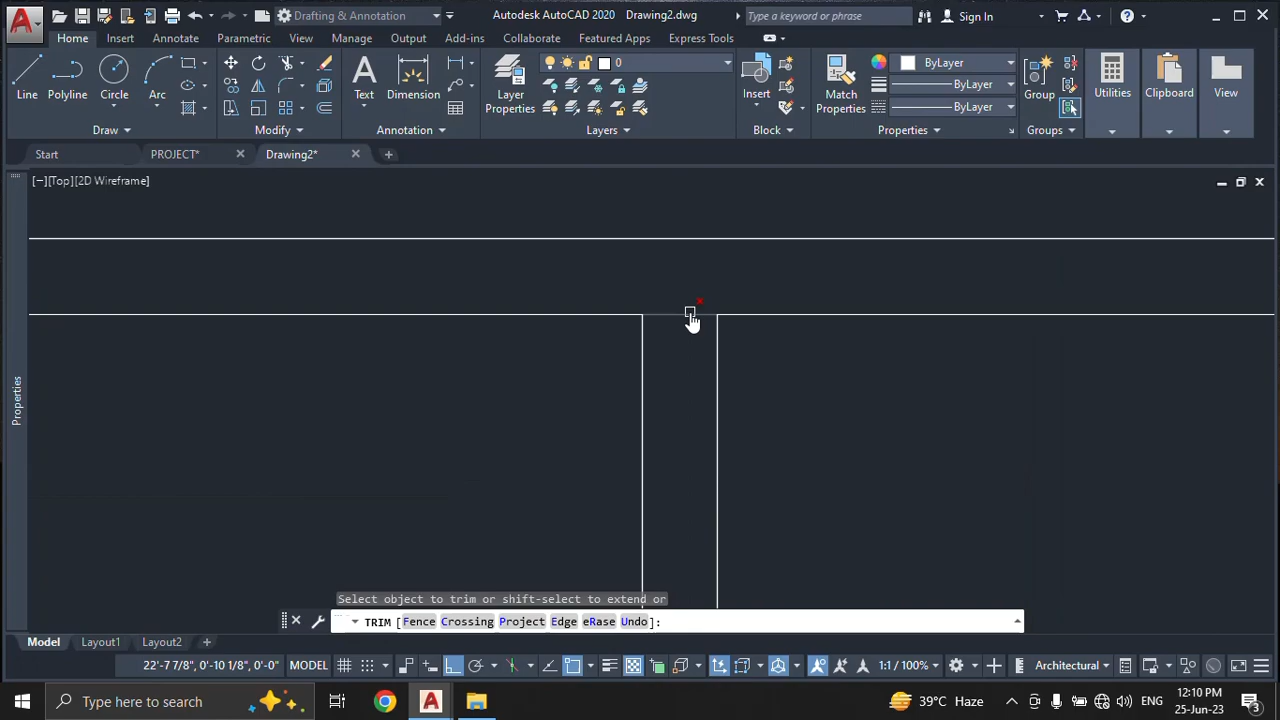 Drafting & Annotation
Autodesk AutoCAD 2020 Drawing2.dwg
Type a keyword or phrase
Sign In
Home Insert Annotate Parametric View Manage Output Add-ins Collaborate Featured Apps Express Tools
Line Polyline Circle Arc
Text Dimension
Layer Properties
0
Insert
Match Properties
ByLayer
ByLayer
ByLayer
Group
Utilities Clipboard View
Draw Modify Annotation Layers Block Properties Groups
Start PROJECT* Drawing2*
[−][Top][2D Wireframe]
Properties
Select object to trim or shift-select to extend or
TRIM [Fence Crossing Project Edge eRase Undo]:
Model Layout1 Layout2
22'-7 7/8", 0'-10 1/8", 0'-0" MODEL 1:1 / 100% Architectural
Type here to search
39°C Haze
ENG
12:10 PM
25-Jun-23
3